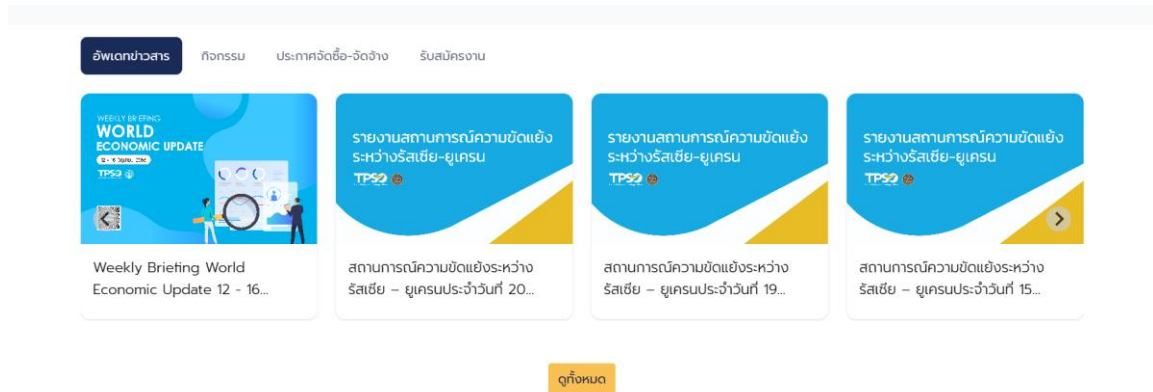 อัพเดทข่าวสาร กิจกรรม ประกาศจัดซื้อ-จัดจ้าง รับสมัครงาน
WEEKLY BRIEFING
WORLD
ECONOMIC UPDATE
TPSO
รายงานสถานการณ์ความขัดแย้ง
ระหว่างรัสเซีย-ยูเครน
TPSO
รายงานสถานการณ์ความขัดแย้ง
ระหว่างรัสเซีย-ยูเครน
TPSO
รายงานสถานการณ์ความขัดแย้ง
ระหว่างรัสเซีย-ยูเครน
TPSO
Weekly Briefing World
Economic Update 12 - 16...
สถานการณ์ความขัดแย้งระหว่าง
รัสเซีย – ยูเครนประจำวันที่ 20...
สถานการณ์ความขัดแย้งระหว่าง
รัสเซีย – ยูเครนประจำวันที่ 19...
สถานการณ์ความขัดแย้งระหว่าง
รัสเซีย – ยูเครนประจำวันที่ 15...
ดูทั้งหมด